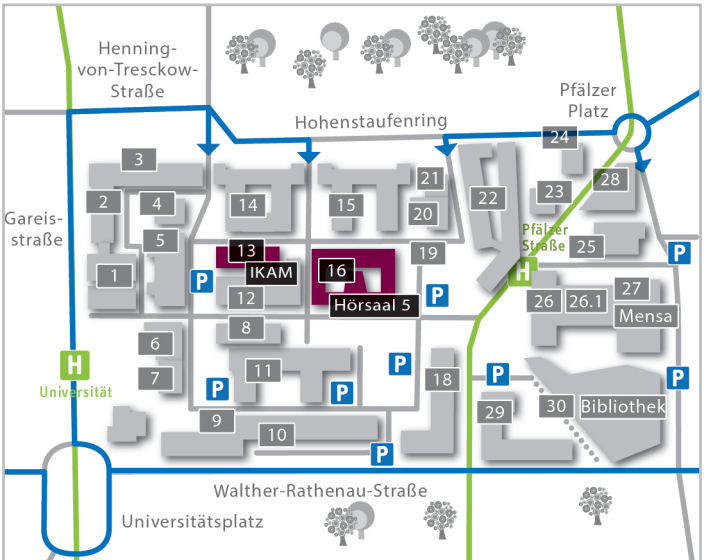 Henning-
von-Tresckow-
Straße
Hohenstaufenring
Pfälzer
Platz
Gareis-
straße
3
2
4
5
1
14
15
21
20
22
24
23
28
Pfälzer
Straße
25
P
13
IKAM
12
16
Hörsaal 5
19
P
P
H
26
26.1
27
Mensa
6
7
8
11
H
Universität
P
P
P
18
P
P
29
30
Bibliothek
9
10
P
Walther-Rathenau-Straße
Universitätsplatz